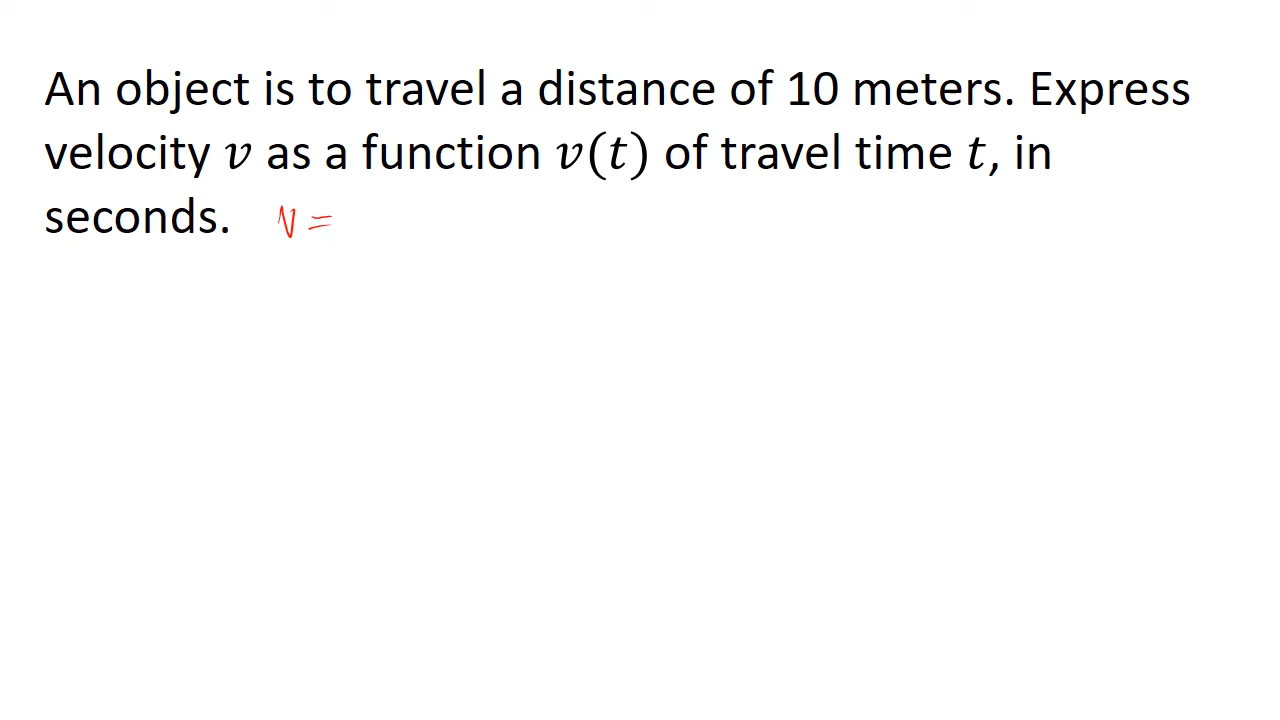 An object is to travel a distance of 10 meters. Express
velocity v as a function v(t) of travel time t, in
seconds. v =